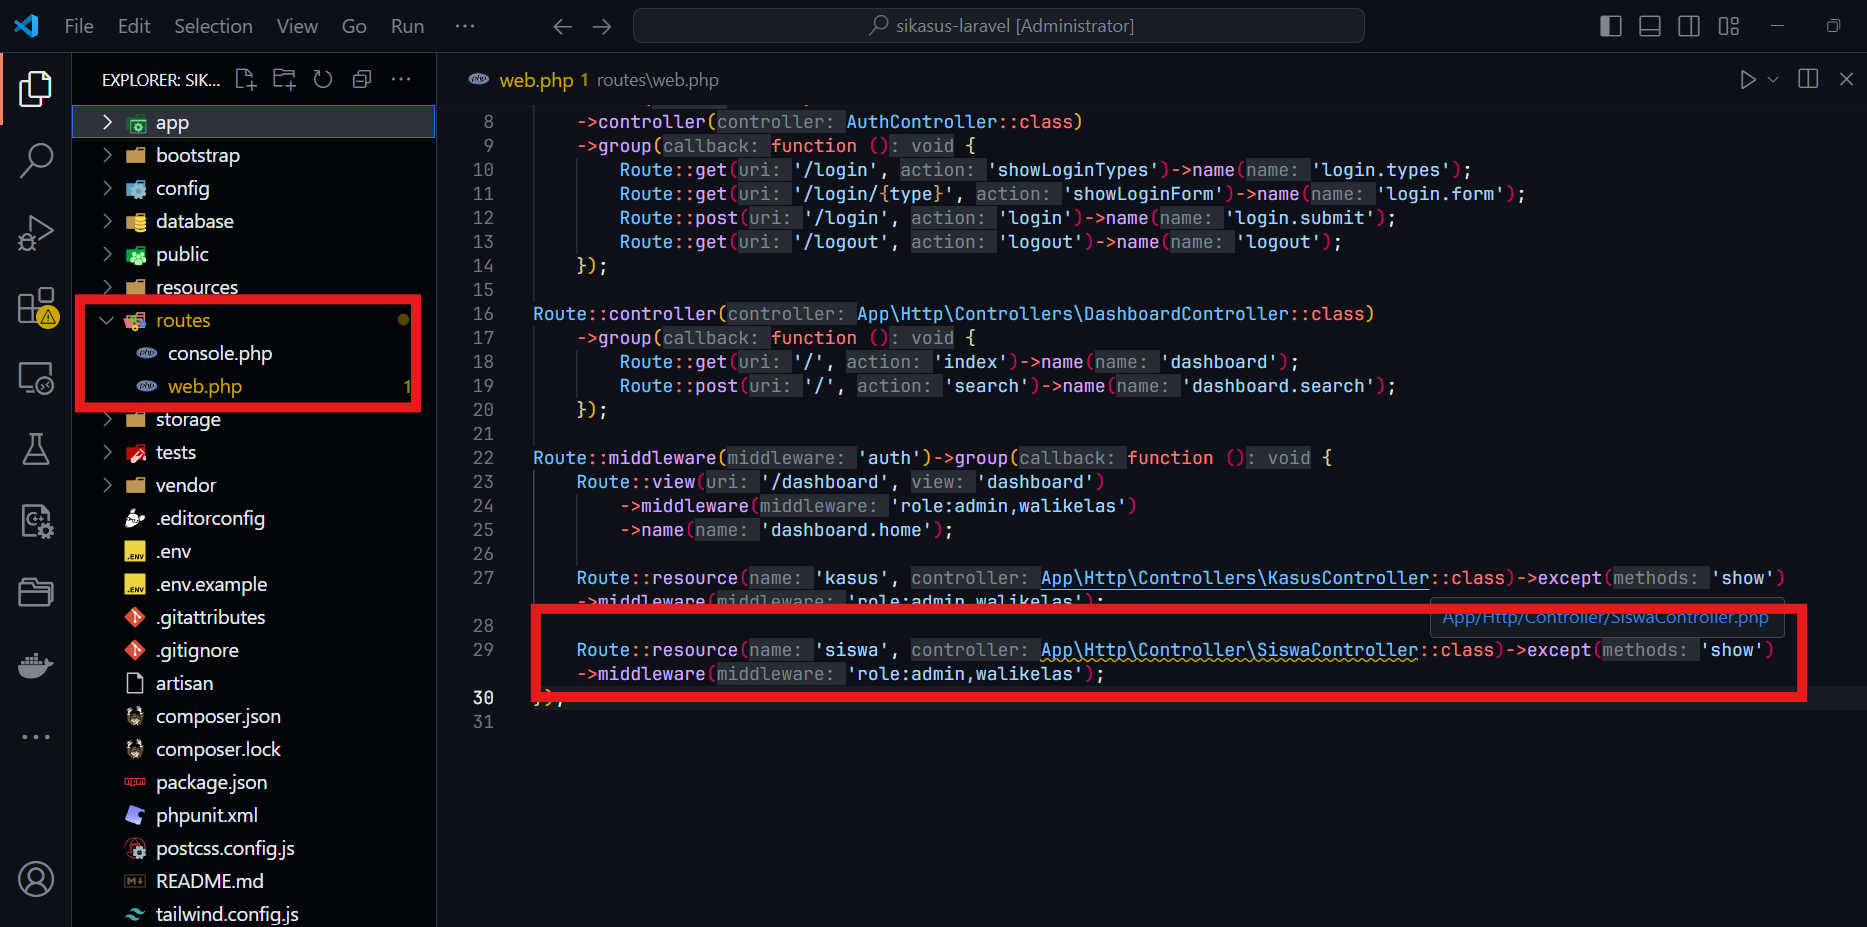 File Edit Selection View Go Run ··· sikasus-laravel [Administrator]
EXPLORER: SIK...
app
bootstrap
config
database
public
resources
routes
console.php
web.php 1
storage
tests
vendor
.editorconfig
.env
.env.example
.gitattributes
.gitignore
artisan
composer.json
composer.lock
package.json
phpunit.xml
postcss.config.js
README.md
tailwind.config.js
web.php 1 routes\web.php
8 ->controller(controller: AuthController::class)
9 ->group(callback: function (): void {
10 Route::get(uri: '/login', action: 'showLoginTypes')->name(name: 'login.types');
11 Route::get(uri: '/login/{type}', action: 'showLoginForm')->name(name: 'login.form');
12 Route::post(uri: '/login', action: 'login')->name(name: 'login.submit');
13 Route::get(uri: '/logout', action: 'logout')->name(name: 'logout');
14 });
15
16 Route::controller(controller: App\Http\Controllers\DashboardController::class)
17 ->group(callback: function (): void {
18 Route::get(uri: '/', action: 'index')->name(name: 'dashboard');
19 Route::post(uri: '/', action: 'search')->name(name: 'dashboard.search');
20 });
21
22 Route::middleware(middleware: 'auth')->group(callback: function (): void {
23 Route::view(uri: '/dashboard', view: 'dashboard')
24 ->middleware(middleware: 'role:admin,walikelas')
25 ->name(name: 'dashboard.home');
26
27 Route::resource(name: 'kasus', controller: App\Http\Controllers\KasusController::class)->except(methods: 'show')
->middleware(middleware: 'role:admin,walikelas');
28
App/Http/Controller/SiswaController.php
29 Route::resource(name: 'siswa', controller: App\Http\Controller\SiswaController::class)->except(methods: 'show')
->middleware(middleware: 'role:admin,walikelas');
30 });
31